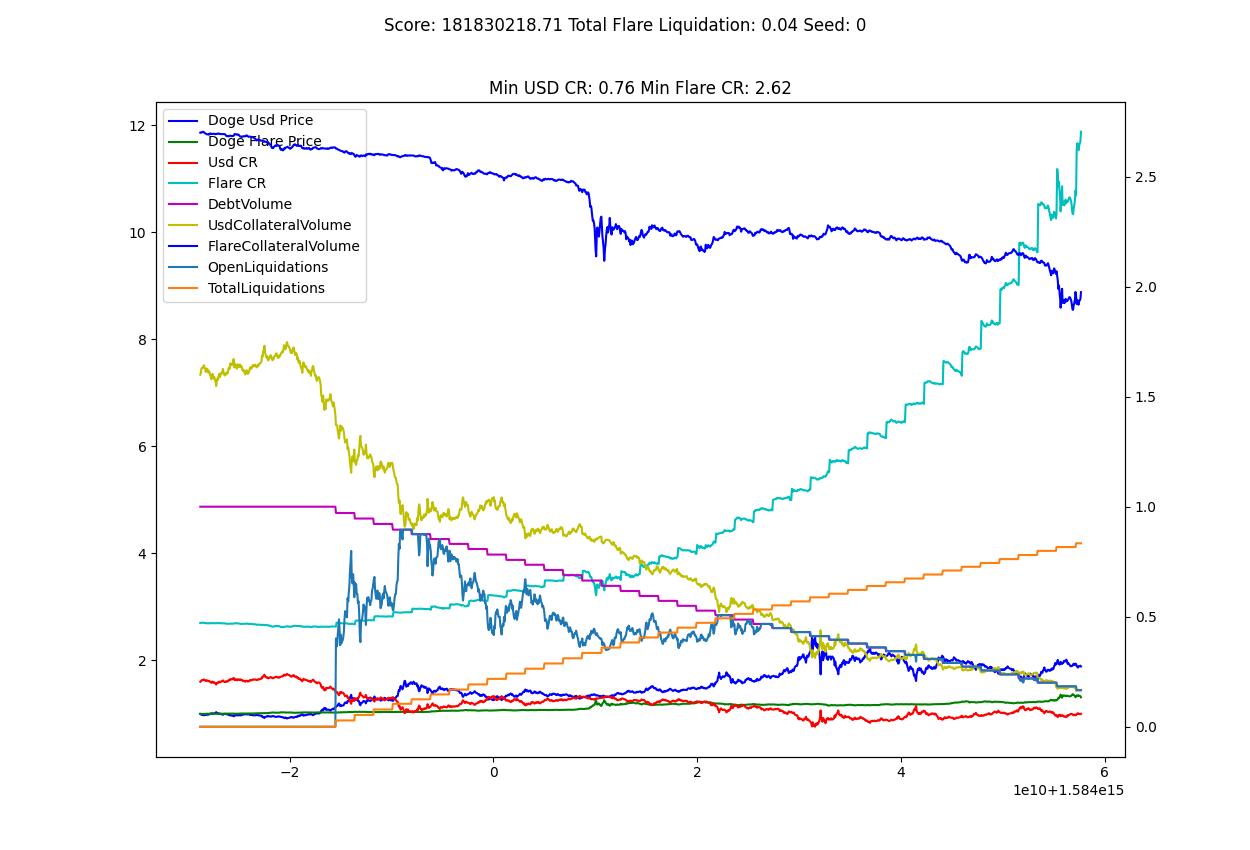 Score: 181830218.71 Total Flare Liquidation: 0.04 Seed: 0
Min USD CR: 0.76 Min Flare CR: 2.62
Doge Usd Price
Doge Flare Price
Usd CR
Flare CR
DebtVolume
UsdCollateralVolume
FlareCollateralVolume
OpenLiquidations
TotalLiquidations
12
10
8
6
4
2
2.5
2.0
1.5
1.0
0.5
0.0
−2
0
2
4
6
1e10+1.584e15